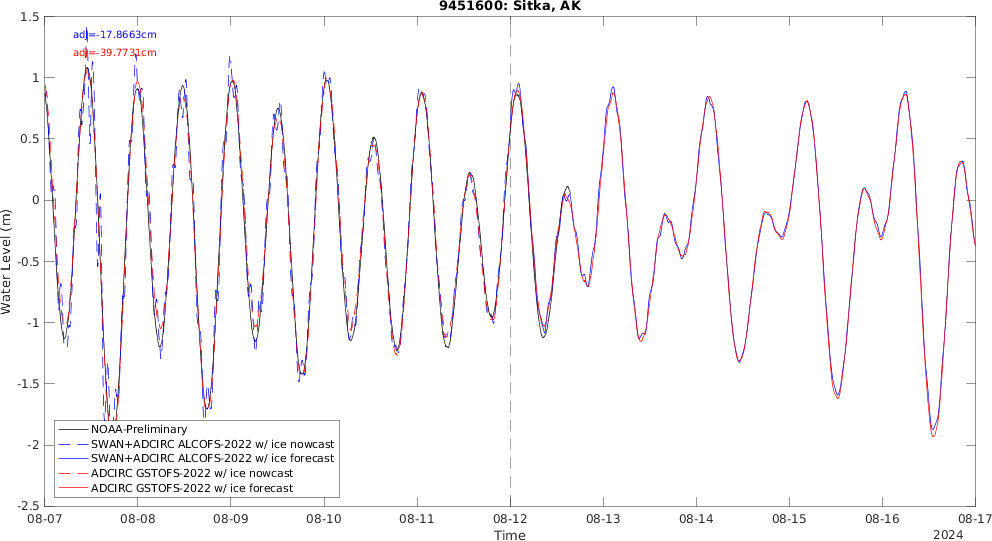 9451600: Sitka, AK
1.5
adj=-17.8663cm
adj=-39.7731cm
1
0.5
0
-0.5
-1
-1.5
-2
-2.5
Water Level (m)
NOAA-Preliminary
SWAN+ADCIRC ALCOFS-2022 w/ ice nowcast
SWAN+ADCIRC ALCOFS-2022 w/ ice forecast
ADCIRC GSTOFS-2022 w/ ice nowcast
ADCIRC GSTOFS-2022 w/ ice forecast
08-07 08-08 08-09 08-10 08-11 08-12 08-13 08-14 08-15 08-16 08-17
Time
2024